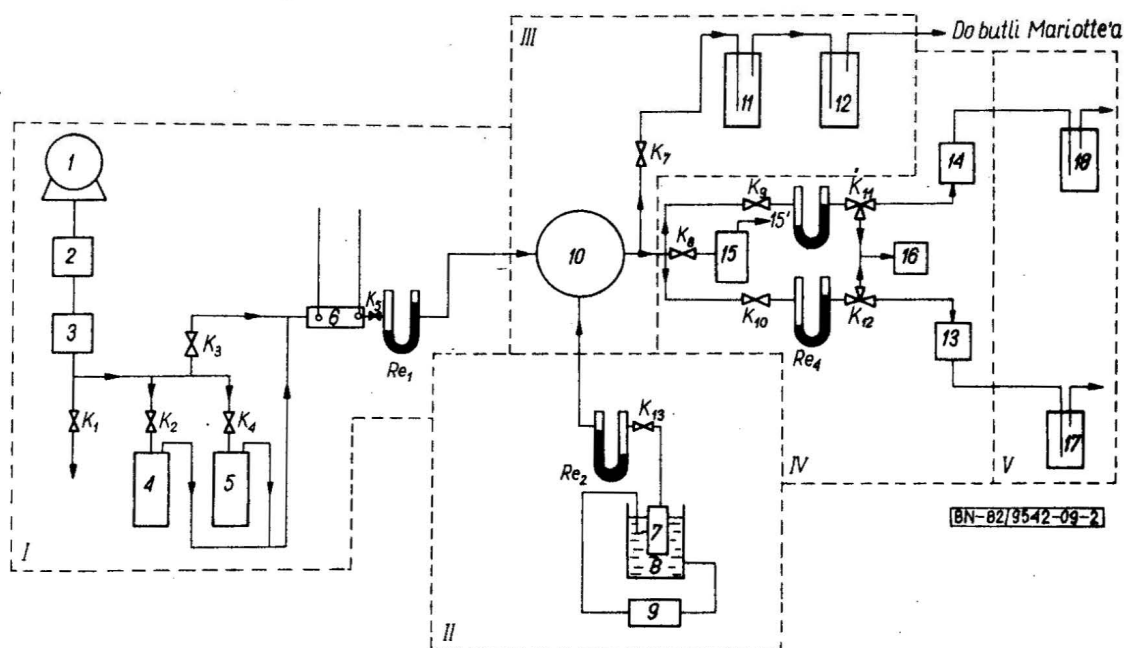 III
Do butli Mariotte'a
11
12
1
K7
18
14
K9
K11
2
15'
K8
15
10
16
3
K5
6
K3
K10
K12
Re4
13
Re1
K1
K2
K4
K13
17
4
5
Re2
IV
V
7
BN-82/9542-09-2
I
8
9
II